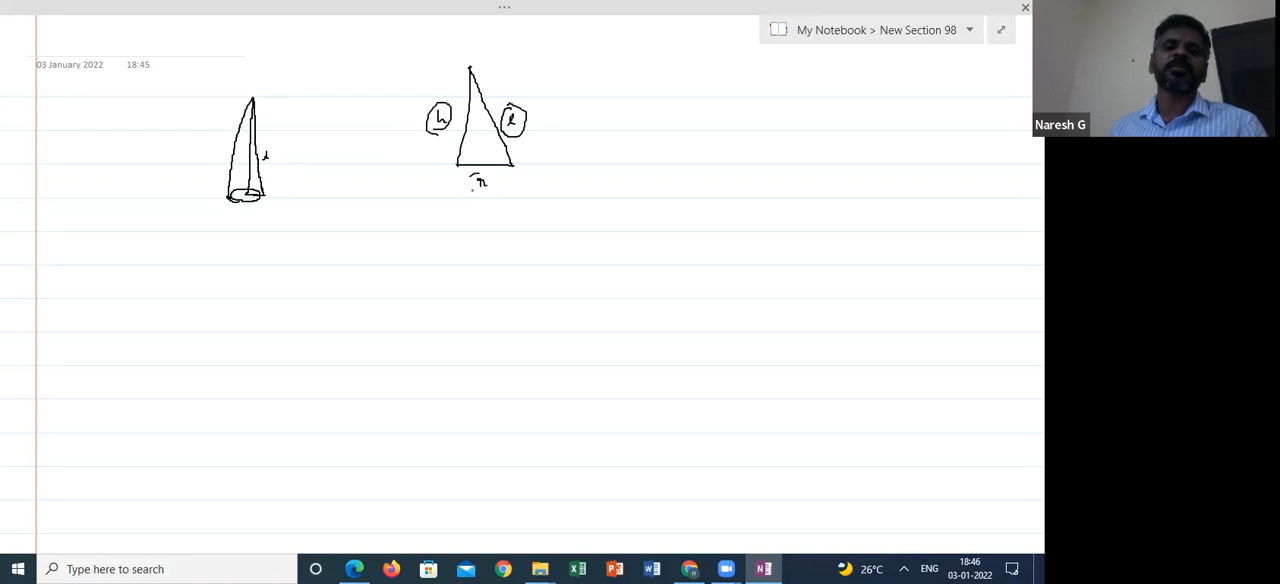 ...
My Notebook > New Section 98
Naresh G
03 January 2022 18:45
h
l
l
r
Type here to search
26°C
ENG
18:46
03-01-2022